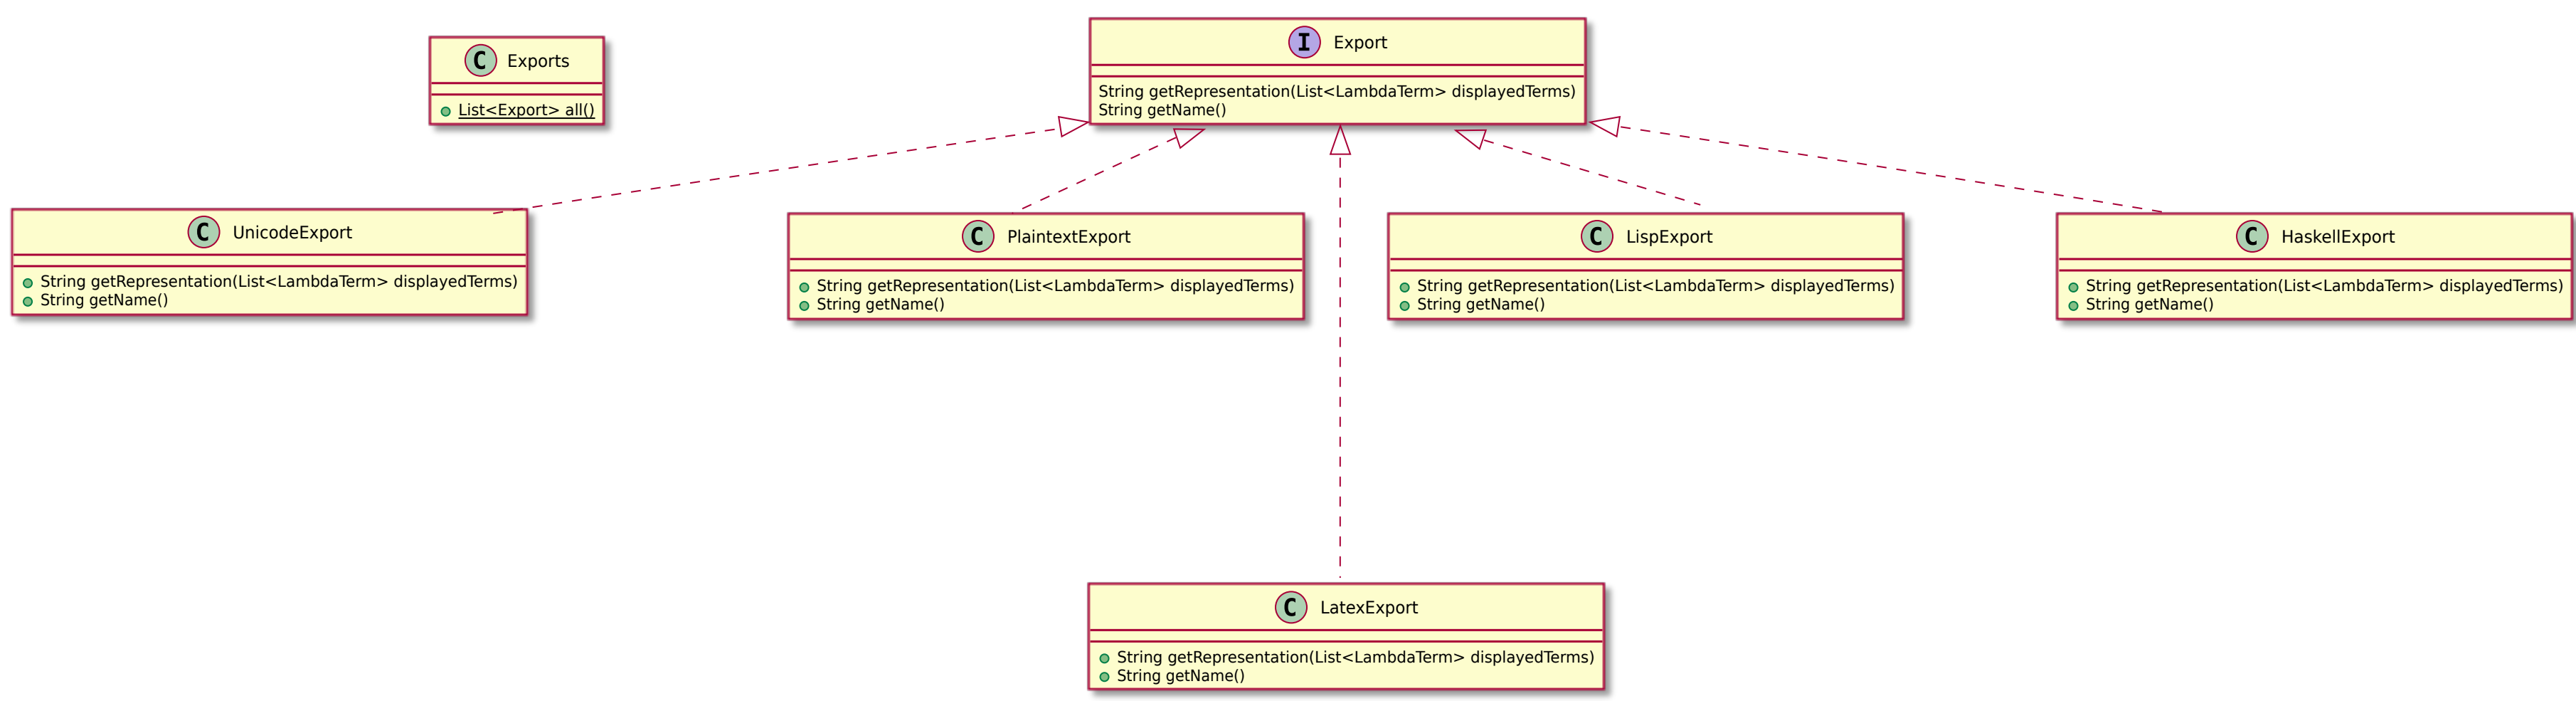 C Exports
List<Export> all()
I Export
String getRepresentation(List<LambdaTerm> displayedTerms)
String getName()
C UnicodeExport
String getRepresentation(List<LambdaTerm> displayedTerms)
String getName()
C PlaintextExport
String getRepresentation(List<LambdaTerm> displayedTerms)
String getName()
C LispExport
String getRepresentation(List<LambdaTerm> displayedTerms)
String getName()
C HaskellExport
String getRepresentation(List<LambdaTerm> displayedTerms)
String getName()
C LatexExport
String getRepresentation(List<LambdaTerm> displayedTerms)
String getName()